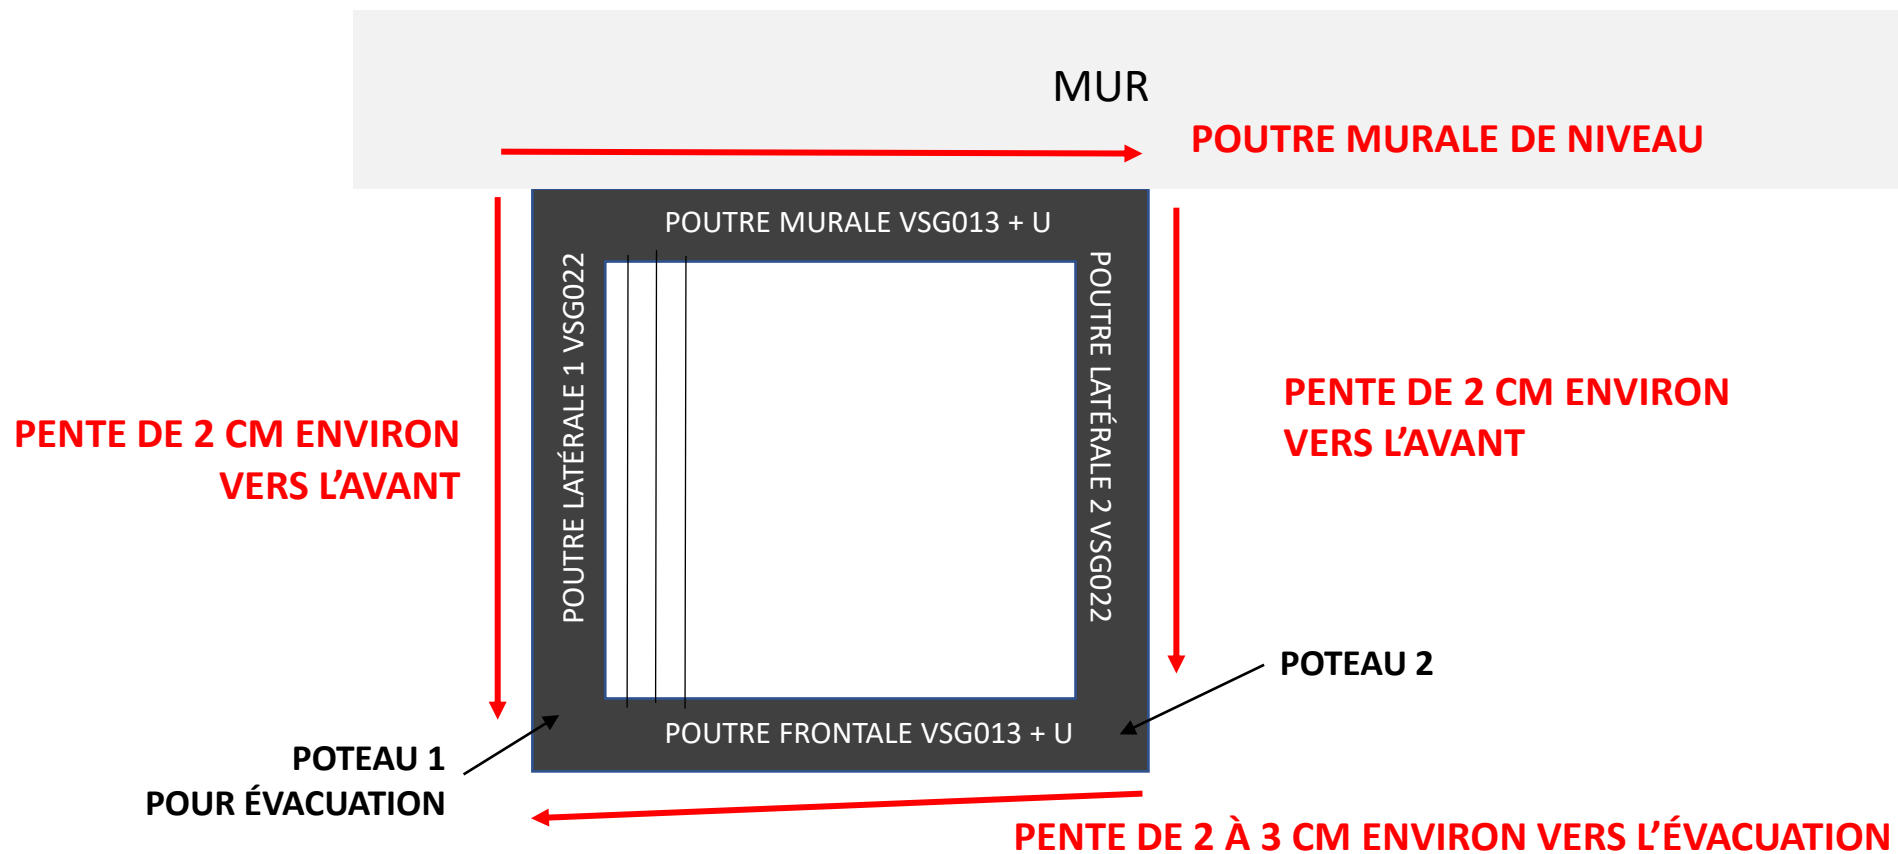 MUR
POUTRE MURALE DE NIVEAU
POUTRE MURALE VSG013 + U
POUTRE LATÉRALE 1 VSG022
POUTRE LATÉRALE 2 VSG022
PENTE DE 2 CM ENVIRON
VERS L’AVANT
PENTE DE 2 CM ENVIRON
VERS L’AVANT
POTEAU 2
POUTRE FRONTALE VSG013 + U
POTEAU 1
POUR ÉVACUATION
PENTE DE 2 À 3 CM ENVIRON VERS L’ÉVACUATION